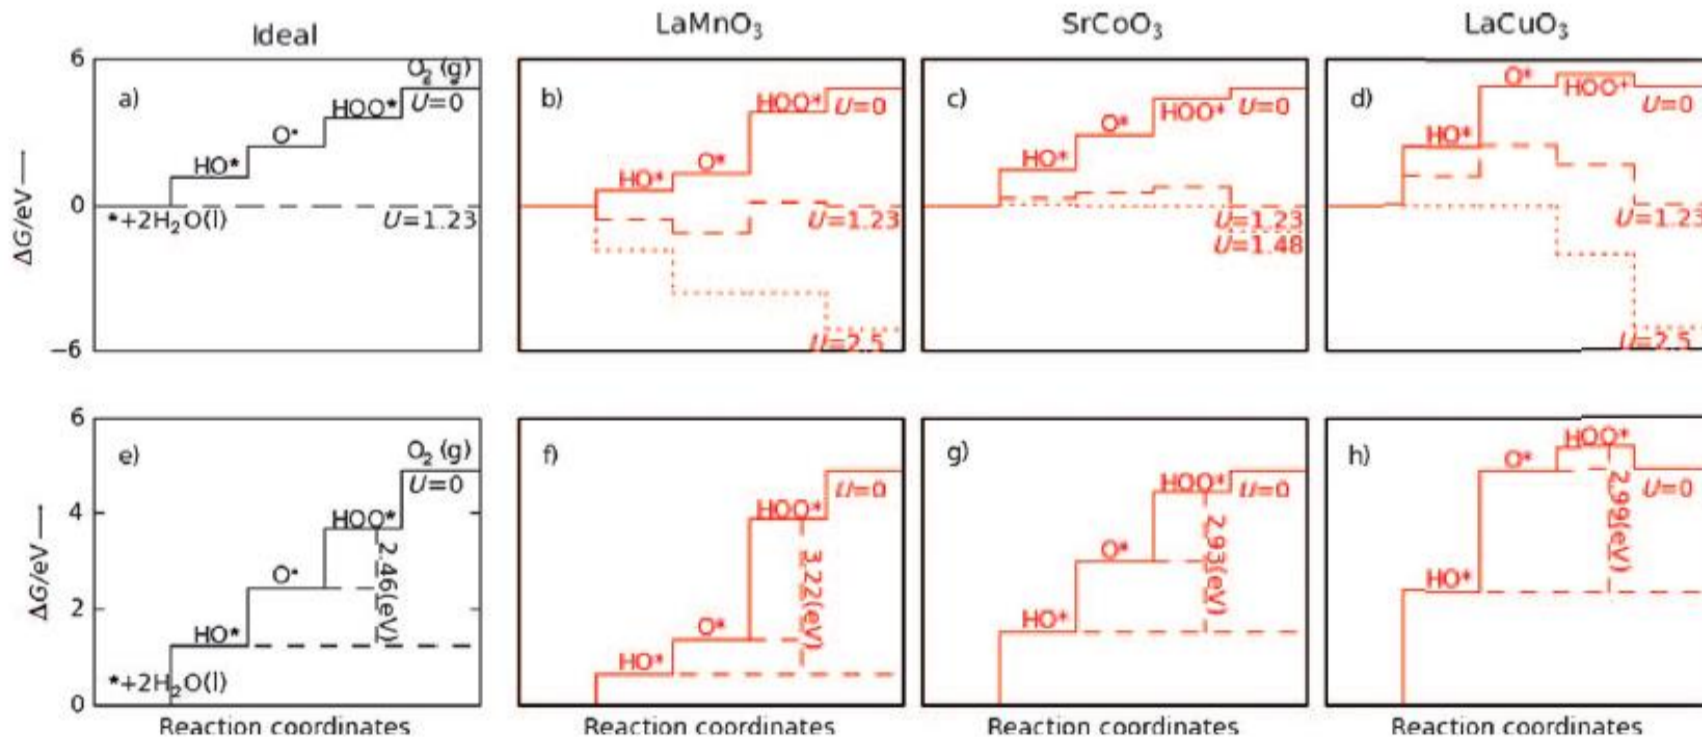 Ideal
LaMnO₃
SrCoO₃
LaCuO₃
6
0
−6
ΔG/eV
a)
O₂ (g)
U=0
HOO*
O*
HO*
*+2H₂O(l)
U=1.23
b)
HOO*
U=0
O*
HO*
U=1.23
U=2.5
c)
HOO*
U=0
O*
HO*
U=1.23
U=1.48
d)
O*
HOO*
U=0
HO*
U=1.23
U=2.5
6
4
2
0
ΔG/eV
e)
O₂ (g)
U=0
HOO*
2.46(eV)
O*
HO*
*+2H₂O(l)
Reaction coordinates
f)
U=0
HOO*
3.22(eV)
O*
HO*
Reaction coordinates
g)
HOO*
U=0
2.93(eV)
O*
HO*
Reaction coordinates
h)
HOO*
O*
U=0
2.99(eV)
HO*
Reaction coordinates